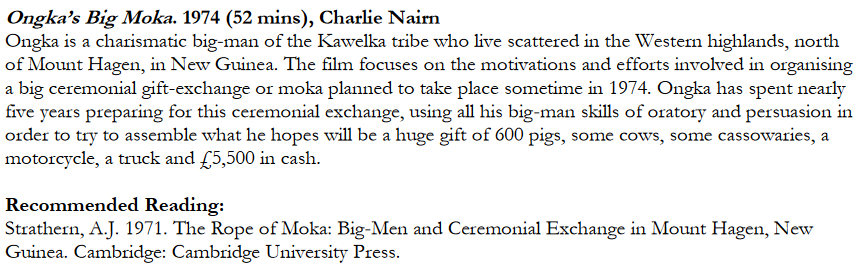 Ongka's Big Moka. 1974 (52 mins), Charlie Nairn
Ongka is a charismatic big-man of the Kawelka tribe who live scattered in the Western highlands, north
of Mount Hagen, in New Guinea. The film focuses on the motivations and efforts involved in organising
a big ceremonial gift-exchange or moka planned to take place sometime in 1974. Ongka has spent nearly
five years preparing for this ceremonial exchange, using all his big-man skills of oratory and persuasion in
order to try to assemble what he hopes will be a huge gift of 600 pigs, some cows, some cassowaries, a
motorcycle, a truck and £5,500 in cash.
Recommended Reading:
Strathern, A.J. 1971. The Rope of Moka: Big-Men and Ceremonial Exchange in Mount Hagen, New
Guinea. Cambridge: Cambridge University Press.